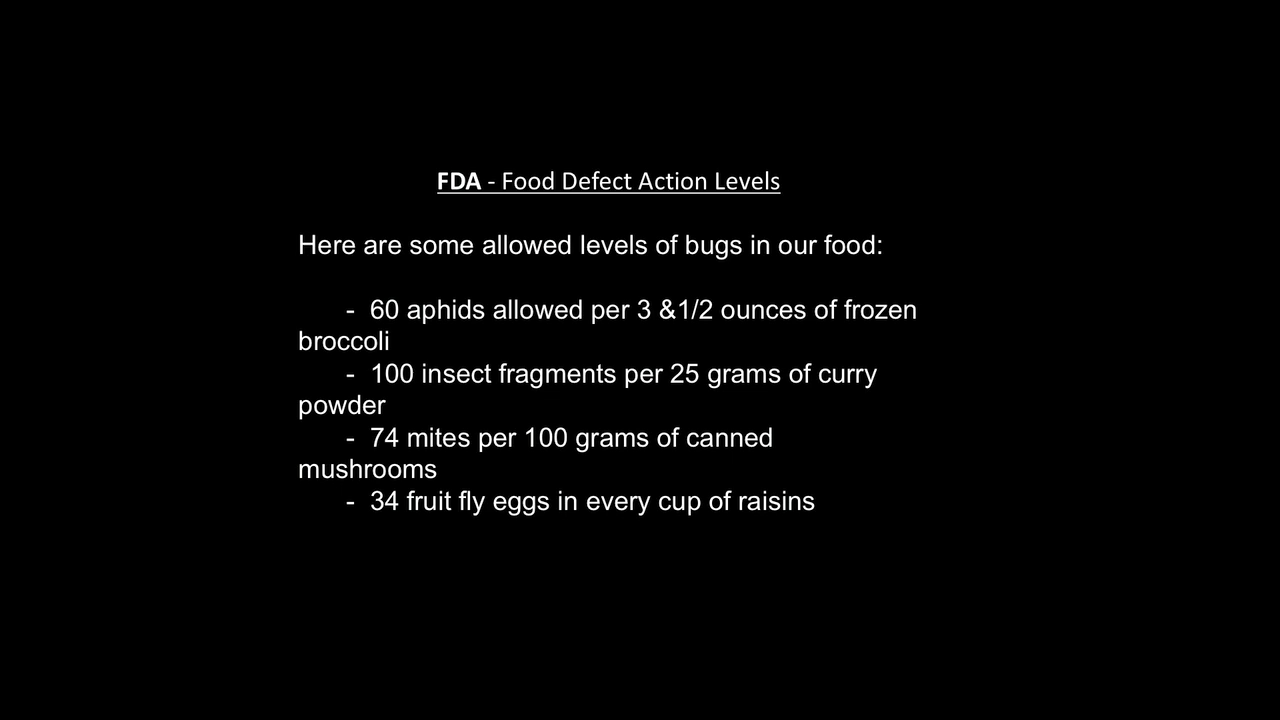 FDA - Food Defect Action Levels
Here are some allowed levels of bugs in our food:
- 60 aphids allowed per 3 &1/2 ounces of frozen
broccoli
- 100 insect fragments per 25 grams of curry
powder
- 74 mites per 100 grams of canned
mushrooms
- 34 fruit fly eggs in every cup of raisins